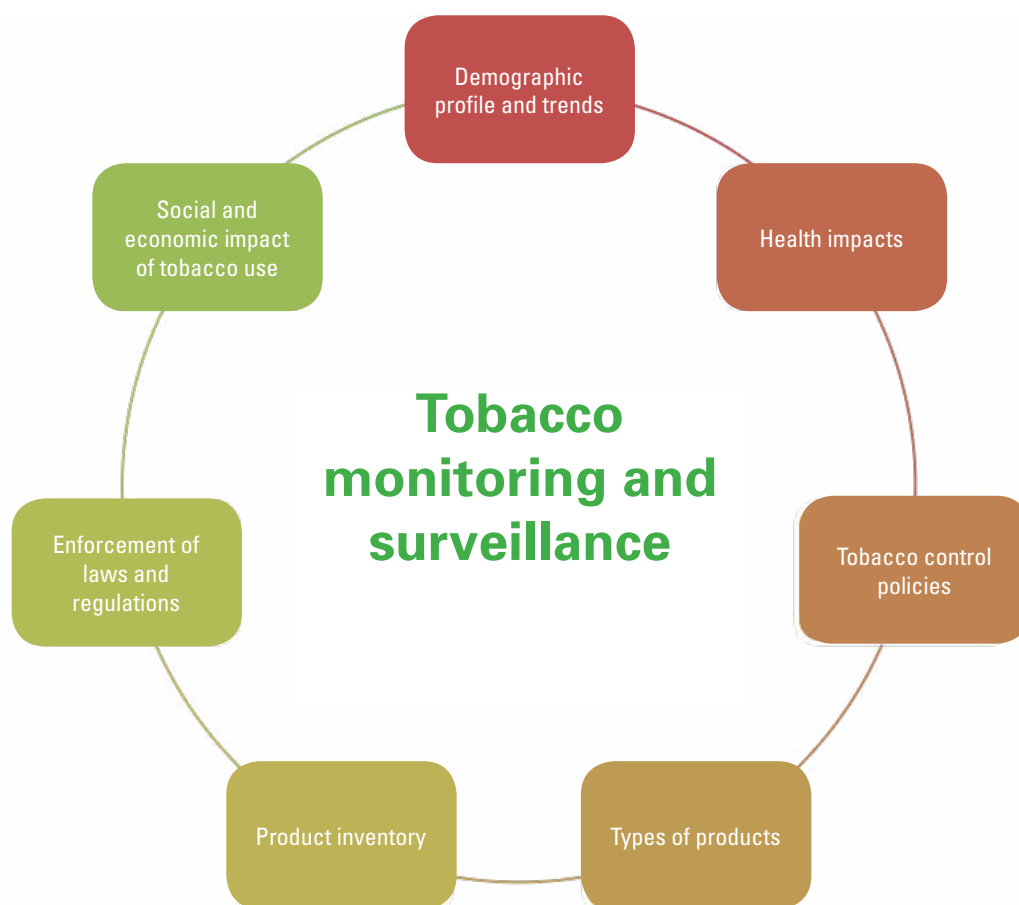 Demographic
profile and trends
Health impacts
Tobacco control
policies
Types of products
Product inventory
Enforcement of
laws and
regulations
Social and
economic impact
of tobacco use
Tobacco
monitoring and
surveillance